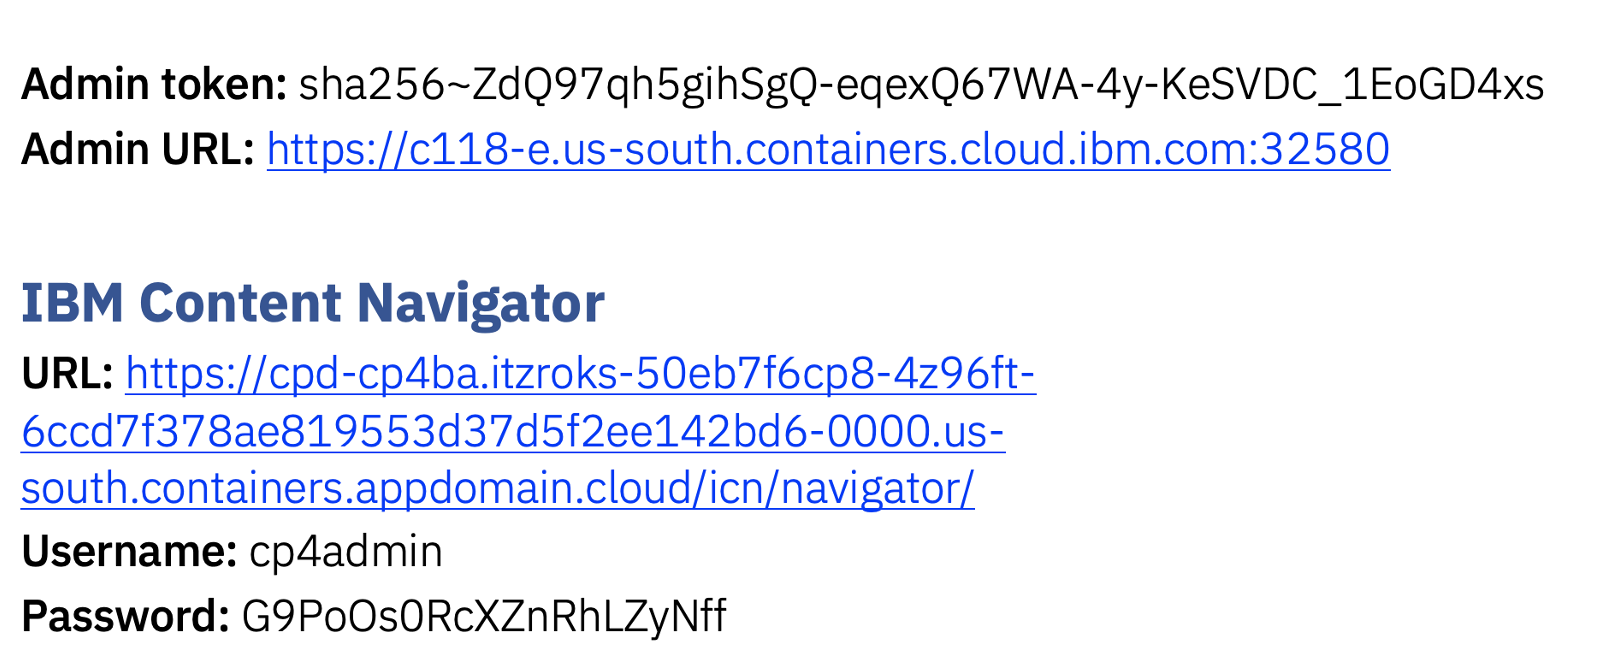 Admin token: sha256~ZdQ97qh5gihSgQ-eqexQ67WA-4y-KeSVDC_1EoGD4xs
Admin URL: https://c118-e.us-south.containers.cloud.ibm.com:32580
IBM Content Navigator
URL: https://cpd-cp4ba.itzroks-50eb7f6cp8-4z96ft-
6ccd7f378ae819553d37d5f2ee142bd6-0000.us-
south.containers.appdomain.cloud/icn/navigator/
Username: cp4admin
Password: G9PoOs0RcXZnRhLZyNff